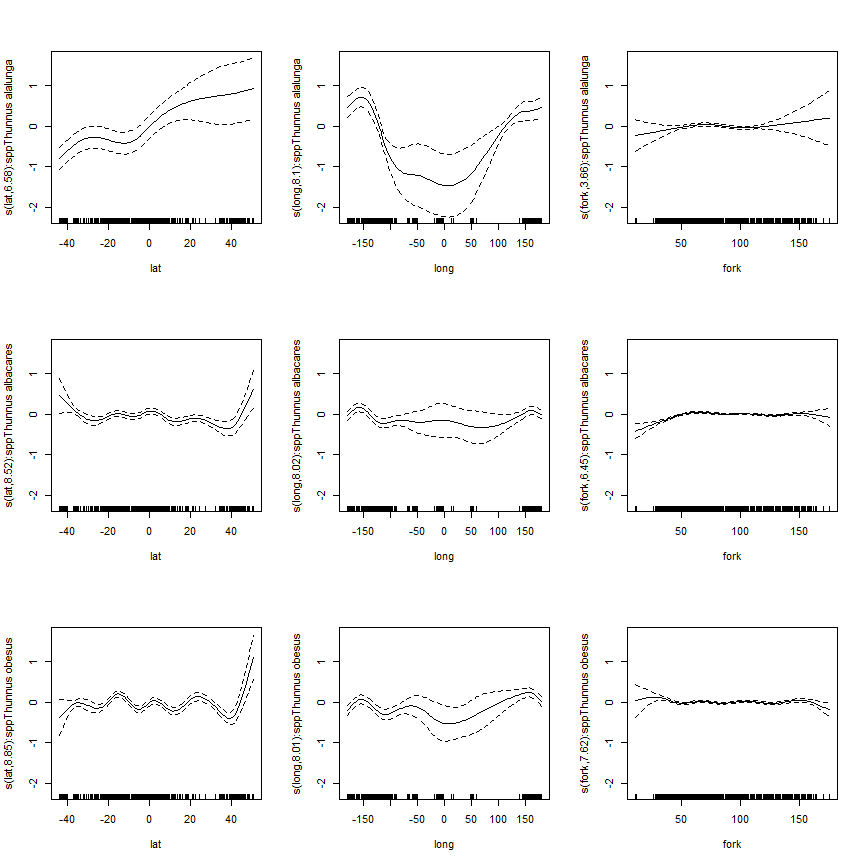 s(lat,6.58):sppThunnus alalunga
1
0
-1
-2
-40 -20 0 20 40
lat
s(long,8.1):sppThunnus alalunga
1
0
-1
-2
-150 -50 0 50 100 150
long
s(fork,3.66):sppThunnus alalunga
1
0
-1
-2
50 100 150
fork
s(lat,8.52):sppThunnus albacares
1
0
-1
-2
-40 -20 0 20 40
lat
s(long,8.02):sppThunnus albacares
1
0
-1
-2
-150 -50 0 50 100 150
long
s(fork,6.45):sppThunnus albacares
1
0
-1
-2
50 100 150
fork
s(lat,8.85):sppThunnus obesus
1
0
-1
-2
-40 -20 0 20 40
lat
s(long,8.01):sppThunnus obesus
1
0
-1
-2
-150 -50 0 50 100 150
long
s(fork,7.62):sppThunnus obesus
1
0
-1
-2
50 100 150
fork